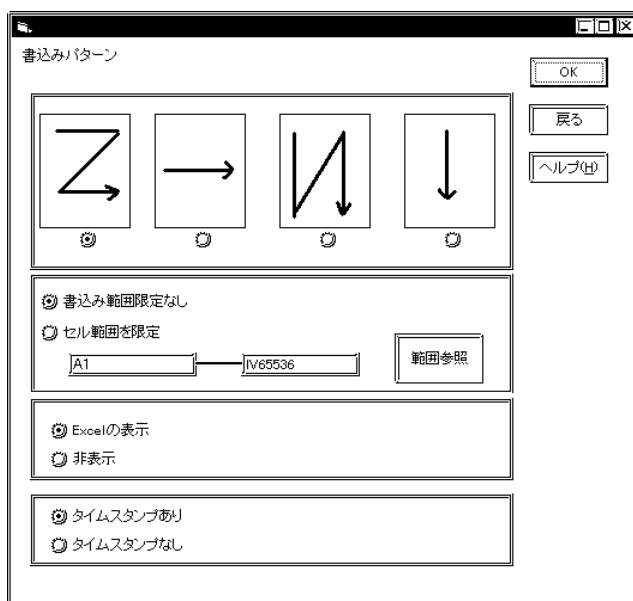 書込みパターン
OK
戻る
ヘルプ(H)
書込み範囲限定なし
セル範囲を限定
A1
IV65536
範囲参照
Excelの表示
非表示
タイムスタンプあり
タイムスタンプなし